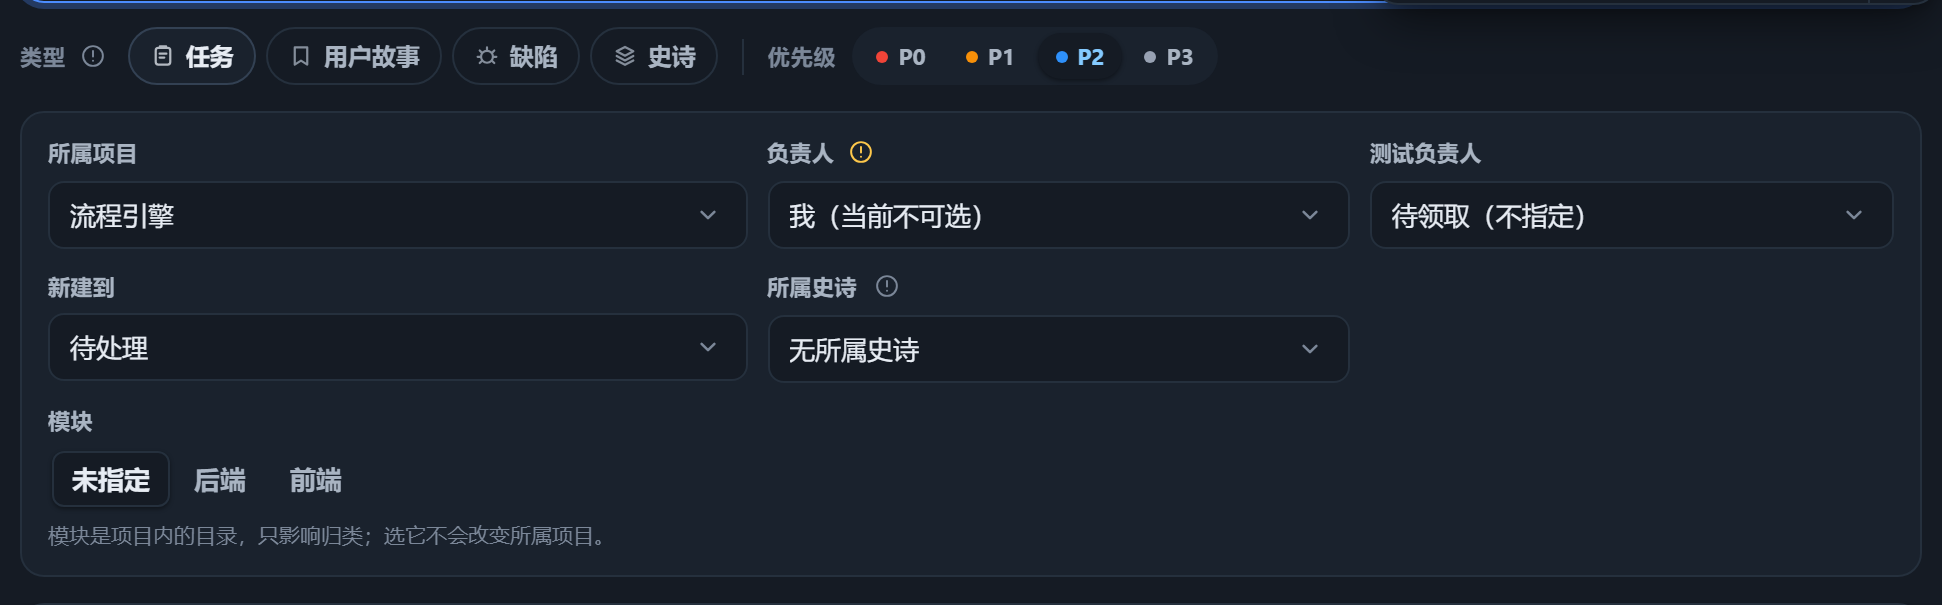 类型 任务 用户故事 缺陷 史诗 优先级 P0 P1 P2 P3
所属项目 负责人 测试负责人
流程引擎 我（当前不可选） 待领取（不指定）
新建到 所属史诗
待处理 无所属史诗
模块
未指定 后端 前端
模块是项目内的目录，只影响归类；选它不会改变所属项目。